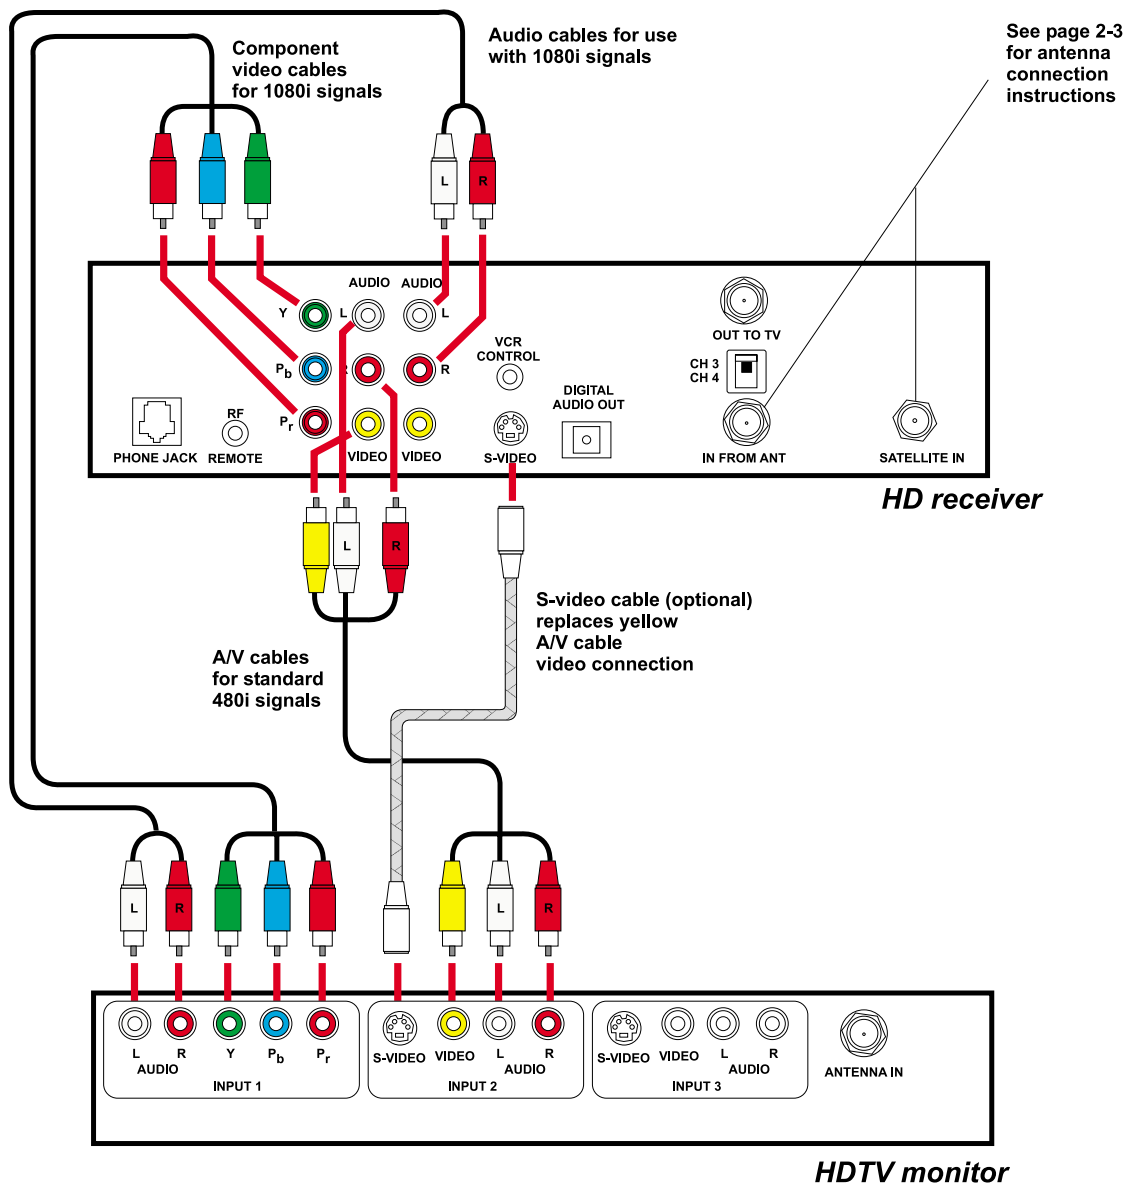 Component
video cables
for 1080i signals
Audio cables for use
with 1080i signals
See page 2-3
for antenna
connection
instructions
L
R
AUDIO
AUDIO
Y
L
L
OUT TO TV
VCR
CONTROL
Pb
R
R
CH 3
CH 4
DIGITAL
AUDIO OUT
RF
REMOTE
Pr
PHONE JACK
VIDEO
VIDEO
S-VIDEO
IN FROM ANT
SATELLITE IN
HD receiver
L
R
S-video cable (optional)
replaces yellow
A/V cable
video connection
A/V cables
for standard
480i signals
L
R
L
R
L
R
Y
Pb
Pr
AUDIO
INPUT 1
S-VIDEO
VIDEO
L
R
AUDIO
INPUT 2
S-VIDEO
VIDEO
L
R
AUDIO
INPUT 3
ANTENNA IN
HDTV monitor